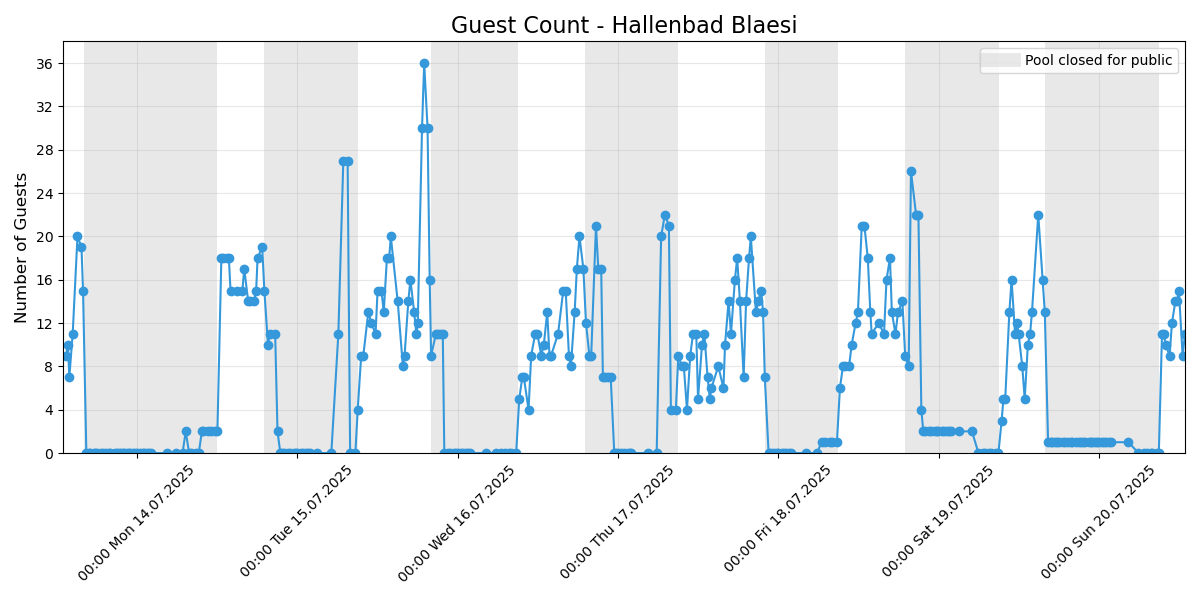 Guest Count - Hallenbad Blaesi
Pool closed for public
Number of Guests
36
32
28
24
20
16
12
8
4
0
00:00 Mon 14.07.2025
00:00 Tue 15.07.2025
00:00 Wed 16.07.2025
00:00 Thu 17.07.2025
00:00 Fri 18.07.2025
00:00 Sat 19.07.2025
00:00 Sun 20.07.2025